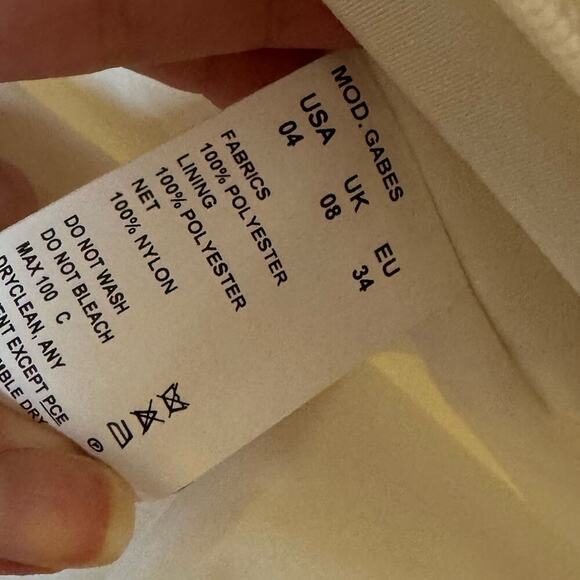 MOD. GABES
USA UK EU
04 08 34
FABRICS
100% POLYESTER
LINING
100% POLYESTER
NET
100% NYLON
DO NOT WASH
DO NOT BLEACH
MAX 100 C
DRYCLEAN, ANY
EXCEPT PCE
DRY
P